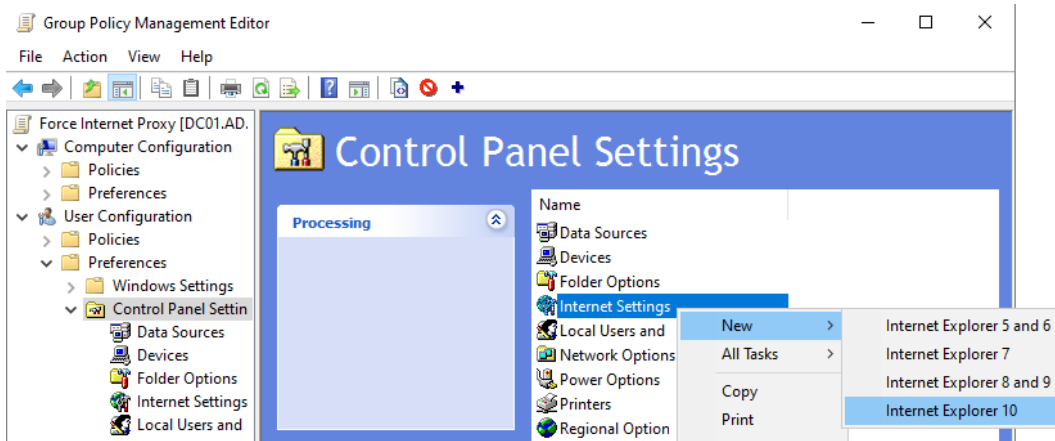 Group Policy Management Editor
File Action View Help
Force Internet Proxy [DC01.AD.
Computer Configuration
Policies
Preferences
User Configuration
Policies
Preferences
Windows Settings
Control Panel Settin
Data Sources
Devices
Folder Options
Internet Settings
Local Users and
Control Panel Settings
Processing
Name
Data Sources
Devices
Folder Options
Internet Settings
Local Users and
Network Options
Power Options
Printers
Regional Option
New
All Tasks
Copy
Print
Internet Explorer 5 and 6
Internet Explorer 7
Internet Explorer 8 and 9
Internet Explorer 10